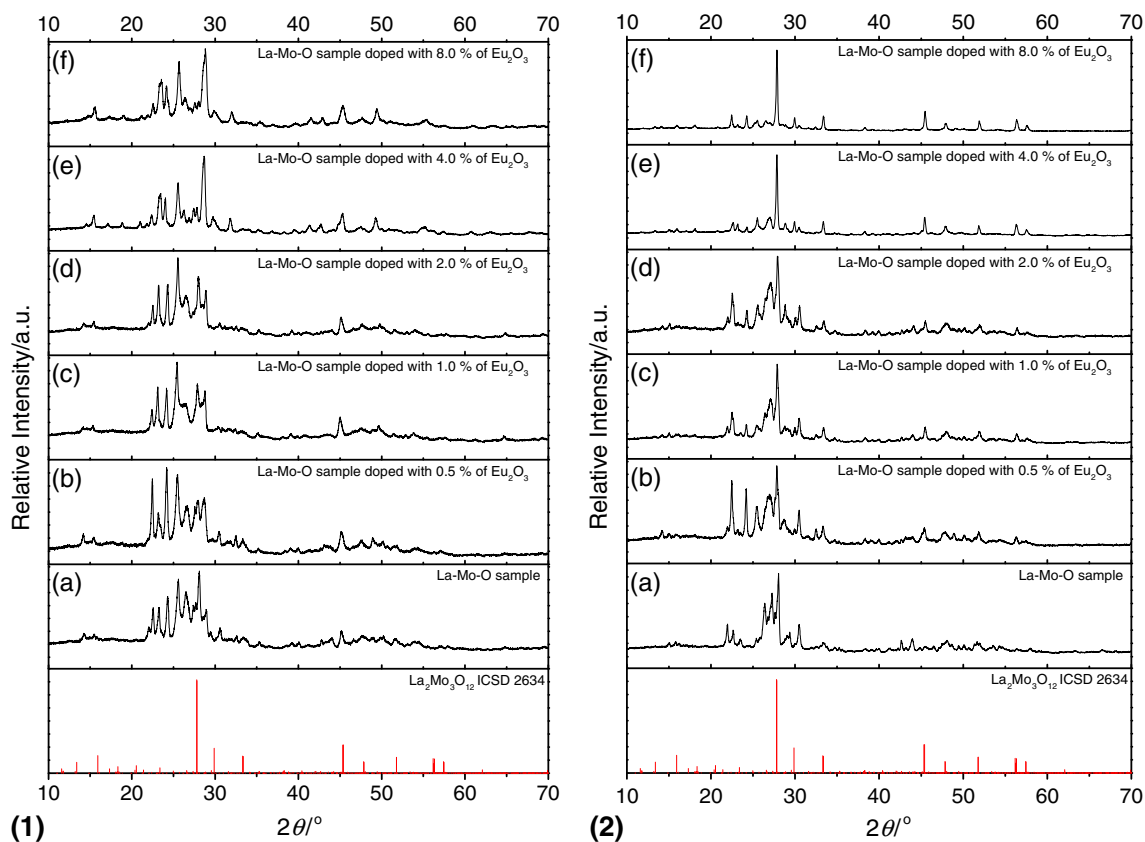 10 20 30 40 50 60 70
(f) La-Mo-O sample doped with 8.0 % of Eu₂O₃
(e) La-Mo-O sample doped with 4.0 % of Eu₂O₃
(d) La-Mo-O sample doped with 2.0 % of Eu₂O₃
(c) La-Mo-O sample doped with 1.0 % of Eu₂O₃
(b) La-Mo-O sample doped with 0.5 % of Eu₂O₃
(a) La-Mo-O sample
La₂Mo₃O₁₂ ICSD 2634
Relative Intensity/a.u.
10 20 30 40 50 60 70
(1) 2θ/°
10 20 30 40 50 60 70
(f) La-Mo-O sample doped with 8.0 % of Eu₂O₃
(e) La-Mo-O sample doped with 4.0 % of Eu₂O₃
(d) La-Mo-O sample doped with 2.0 % of Eu₂O₃
(c) La-Mo-O sample doped with 1.0 % of Eu₂O₃
(b) La-Mo-O sample doped with 0.5 % of Eu₂O₃
(a) La-Mo-O sample
La₂Mo₃O₁₂ ICSD 2634
Relative Intensity/a.u.
10 20 30 40 50 60 70
(2) 2θ/°